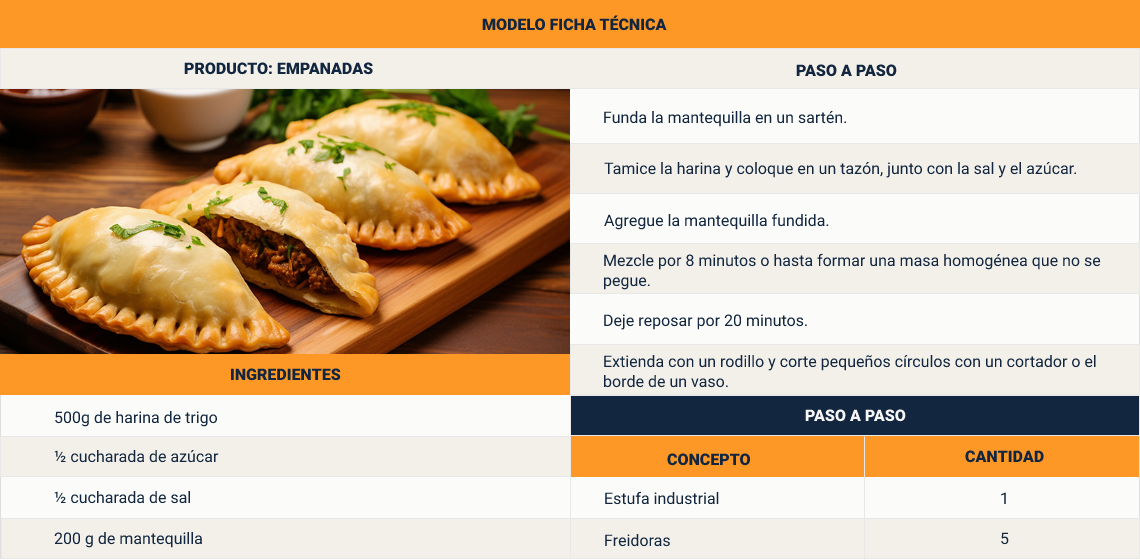 MODELO FICHA TÉCNICA
PRODUCTO: EMPANADAS
INGREDIENTES
500g de harina de trigo
½ cucharada de azúcar
½ cucharada de sal
200 g de mantequilla
PASO A PASO
Funda la mantequilla en un sartén.
Tamice la harina y coloque en un tazón, junto con la sal y el azúcar.
Agregue la mantequilla fundida.
Mezcle por 8 minutos o hasta formar una masa homogénea que no se
pegue.
Deje reposar por 20 minutos.
Extienda con un rodillo y corte pequeños círculos con un cortador o el
borde de un vaso.
PASO A PASO
CONCEPTO CANTIDAD
Estufa industrial 1
Freidoras 5